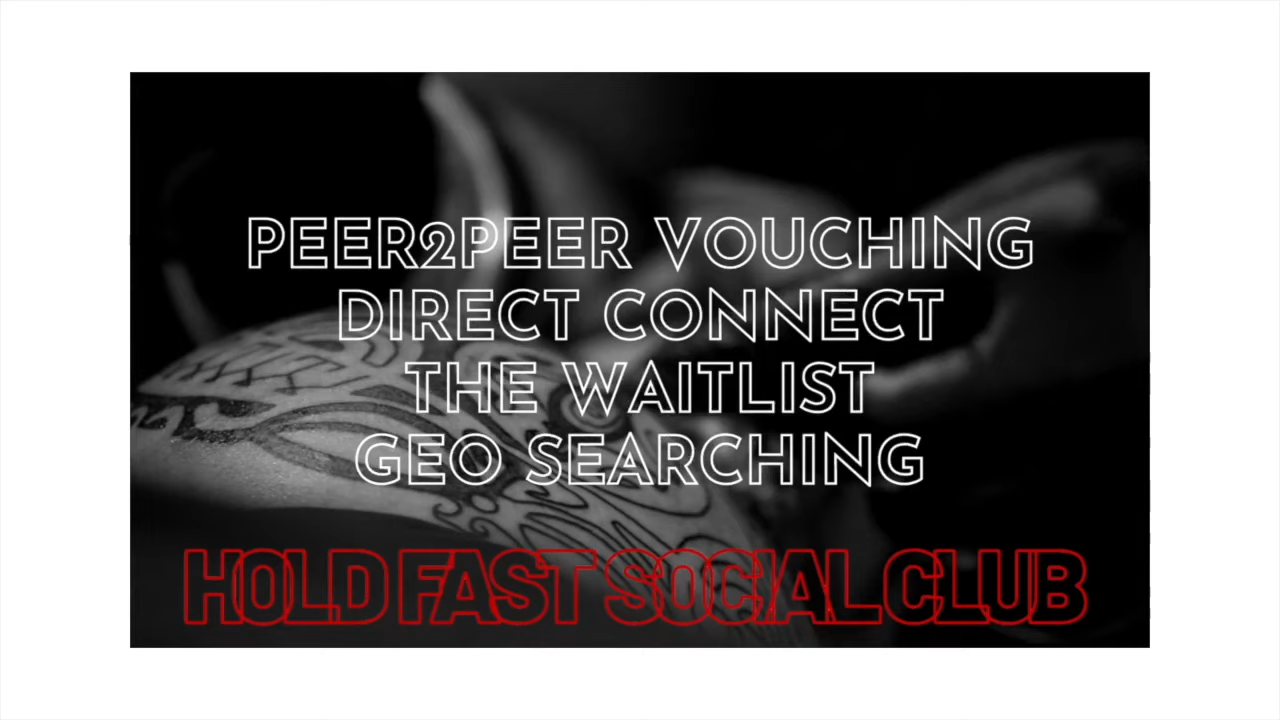 PEER2PEER VOUCHING
DIRECT CONNECT
THE WAITLIST
GEO SEARCHING
HOLD FAST SOCIAL CLUB